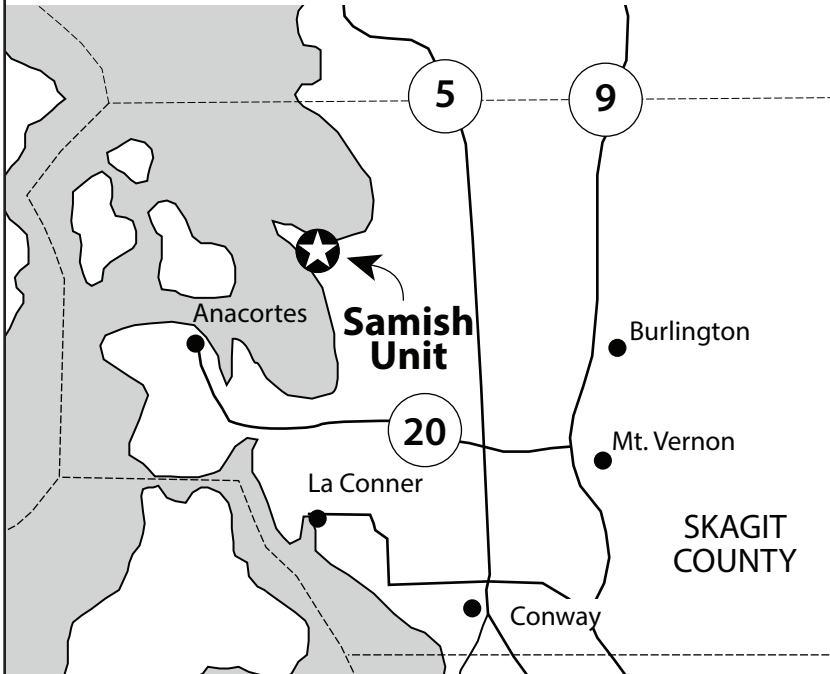 5
9
Anacortes
Samish
Unit
Burlington
20
Mt. Vernon
La Conner
SKAGIT
COUNTY
Conway